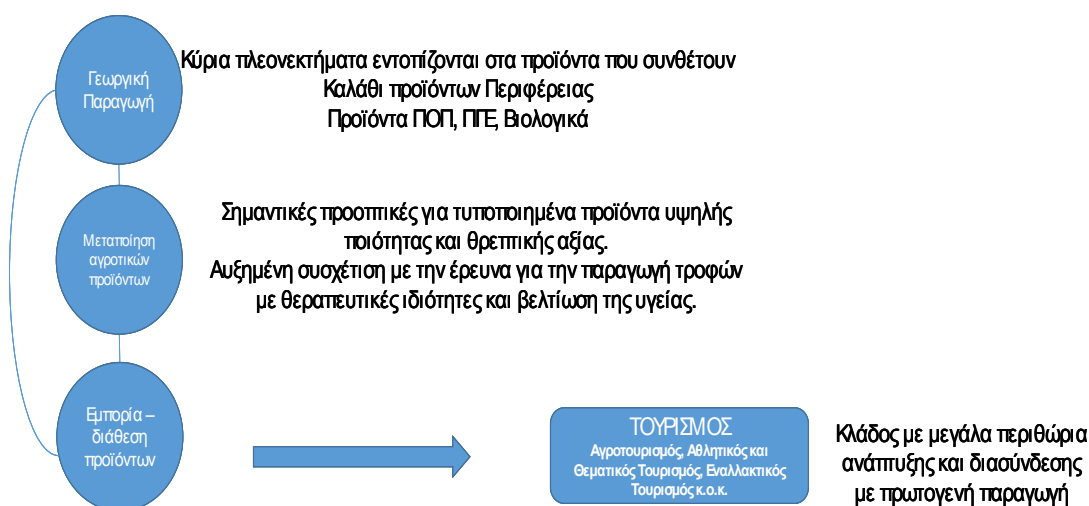 Γεωργική
Παραγωγή
Κύρια πλεονεκτήματα εντοπίζονται στα προϊόντα που συνθέτουν
Καλάθι προϊόντων Περιφέρειας
Προϊόντα ΠΟΠ, ΠΓΕ, Βιολογικά
Μεταποίηση
αγροτικών
προϊόντων
Σημαντικές προοπτικές για τυποποιημένα προϊόντα υψηλής
ποιότητας και θρεπτικής αξίας.
Αυξημένη συσχέτιση με την έρευνα για την παραγωγή τροφών
με θεραπευτικές ιδιότητες και βελτίωση της υγείας.
Εμπορία –
διάθεση
προϊόντων
ΤΟΥΡΙΣΜΟΣ
Αγροτουρισμός, Αθλητικός και
Θεματικός Τουρισμός, Εναλλακτικός
Τουρισμός κ.ο.κ.
Κλάδος με μεγάλα περιθώρια
ανάπτυξης και διασύνδεσης
με πρωτογενή παραγωγή